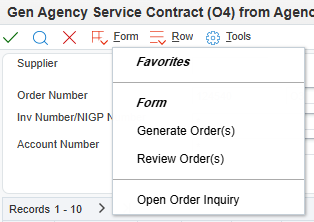 Gen Agency Service Contract (O4) from Agenc
Form Row Tools
Supplier
Order Number
Inv Number/NIGP N
Account Number
Favorites
Form
Generate Order(s)
Review Order(s)
Open Order Inquiry
Records 1 - 10